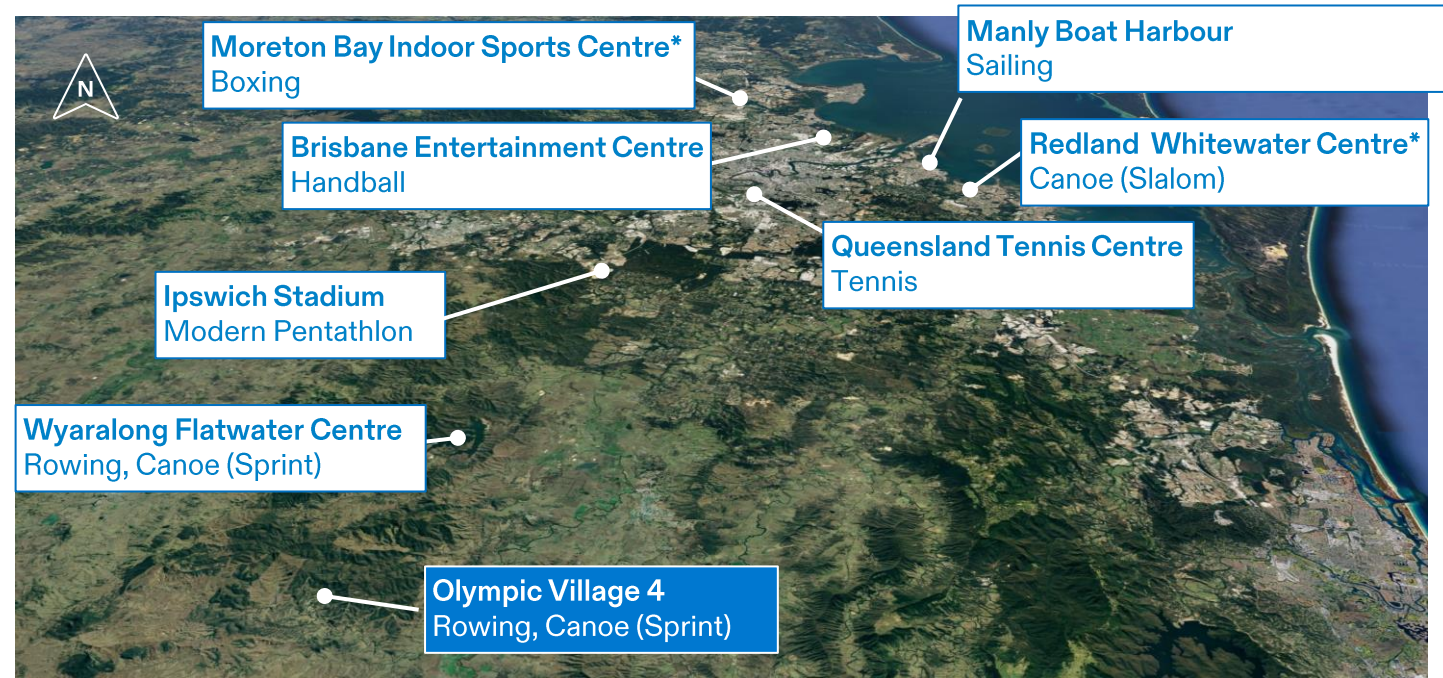 N
Moreton Bay Indoor Sports Centre*
Boxing
Manly Boat Harbour
Sailing
Brisbane Entertainment Centre
Handball
Redland Whitewater Centre*
Canoe (Slalom)
Queensland Tennis Centre
Tennis
Ipswich Stadium
Modern Pentathlon
Wyaralong Flatwater Centre
Rowing, Canoe (Sprint)
Olympic Village 4
Rowing, Canoe (Sprint)